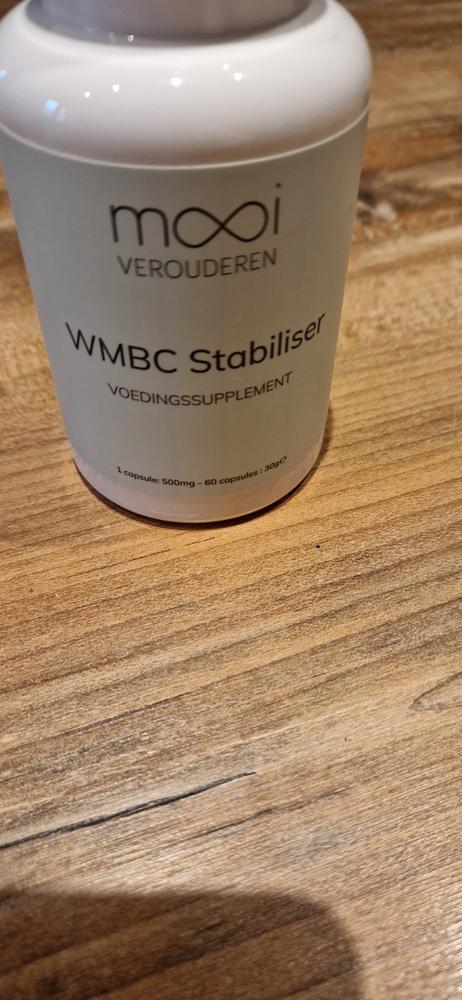 mooi
VEROUDEREN
WMBC Stabiliser
VOEDINGSSUPPLEMENT
1 capsule: 500mg - 60 capsules : 30g℮